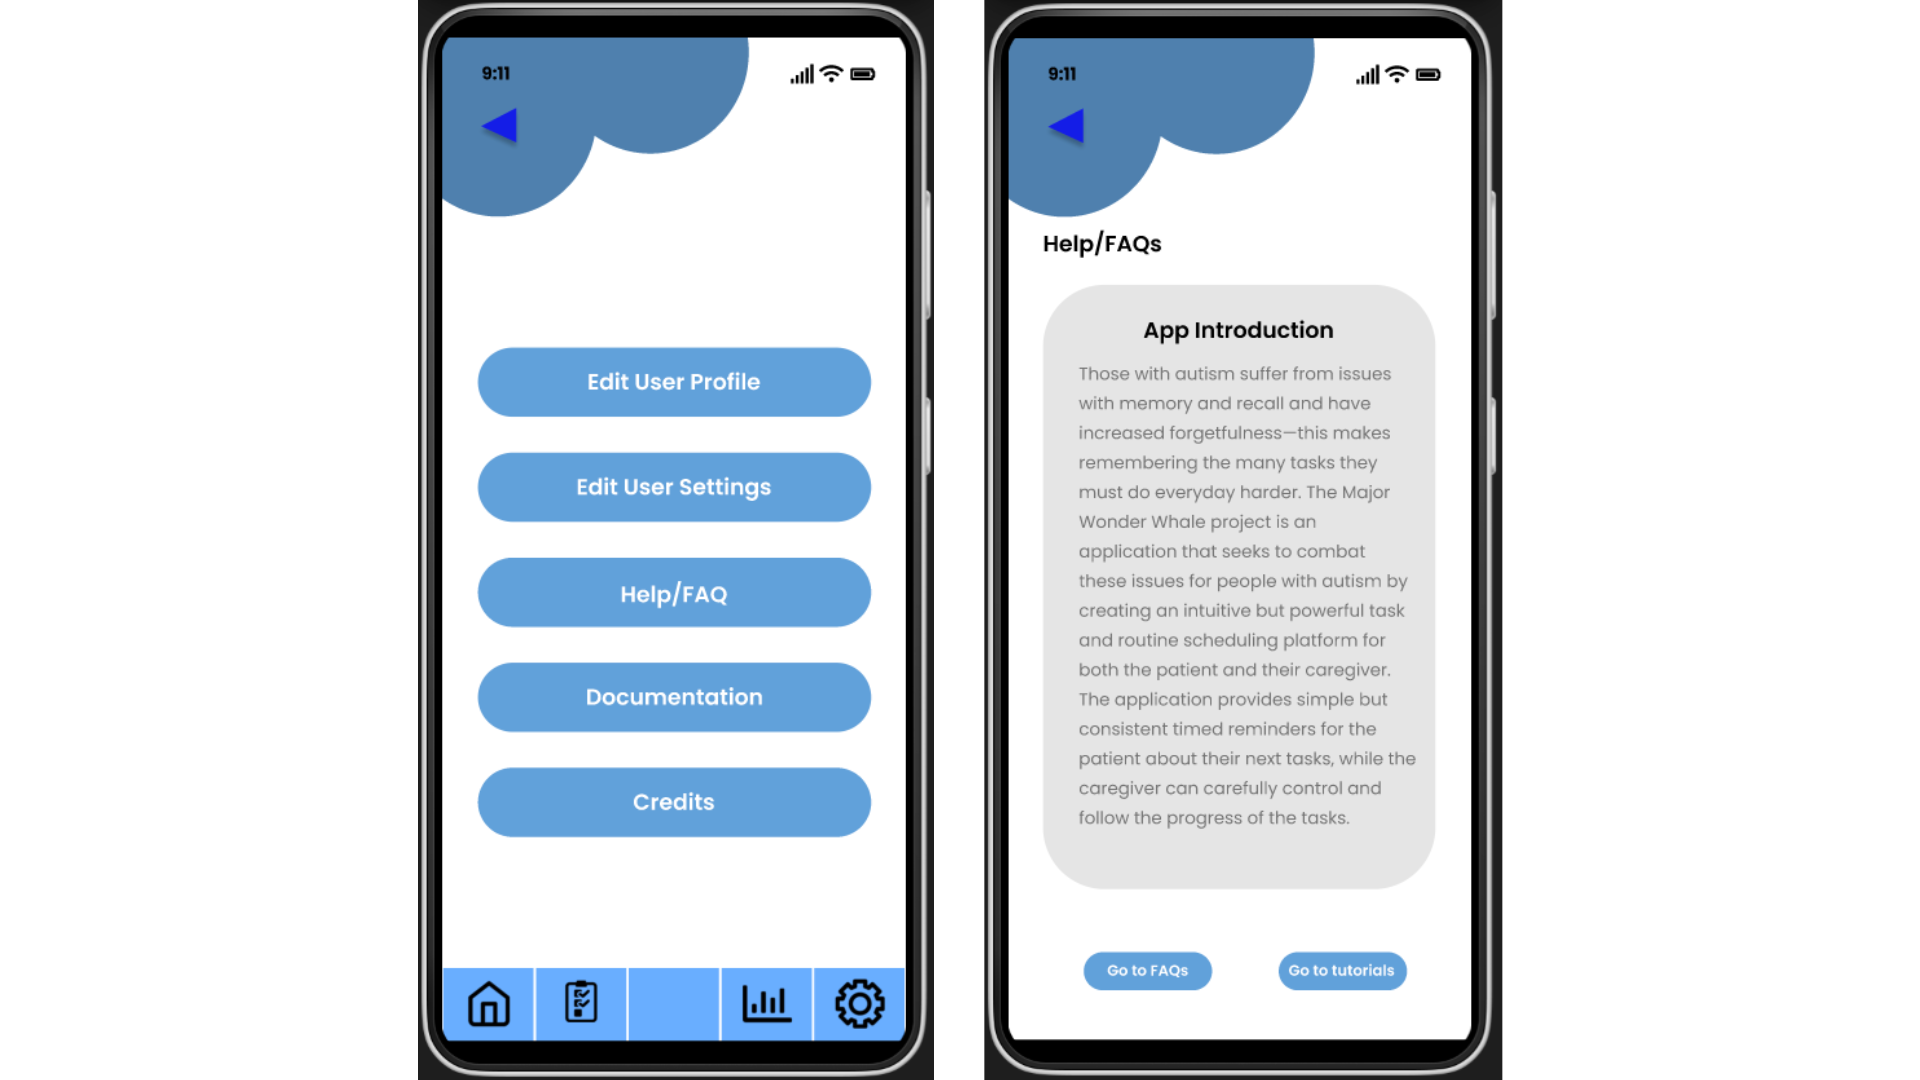 9:11
Edit User Profile
Edit User Settings
Help/FAQ
Documentation
Credits
9:11
Help/FAQs
App Introduction
Those with autism suffer from issues
with memory and recall and have
increased forgetfulness—this makes
remembering the many tasks they
must do everyday harder. The Major
Wonder Whale project is an
application that seeks to combat
these issues for people with autism by
creating an intuitive but powerful task
and routine scheduling platform for
both the patient and their caregiver.
The application provides simple but
consistent timed reminders for the
patient about their next tasks, while the
caregiver can carefully control and
follow the progress of the tasks.
Go to FAQs
Go to tutorials